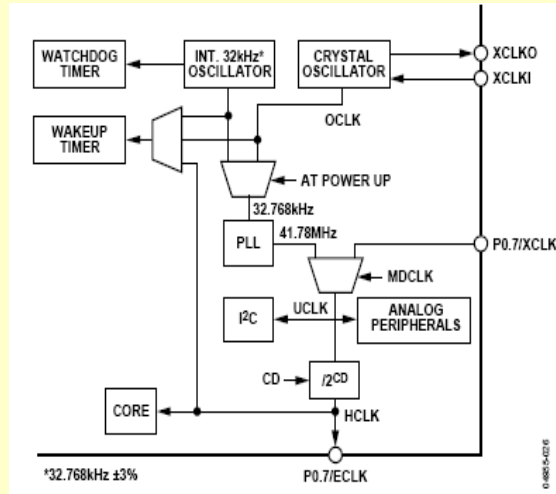 WATCHDOG
TIMER
INT. 32kHz*
OSCILLATOR
CRYSTAL
OSCILLATOR
XCLKO
XCLKI
OCLK
WAKEUP
TIMER
AT POWER UP
32.768kHz
PLL
41.78MHz
P0.7/XCLK
MDCLK
I²C
UCLK
ANALOG
PERIPHERALS
CD
/2CD
CORE
HCLK
*32.768kHz ±3%
P0.7/ECLK
04955-026